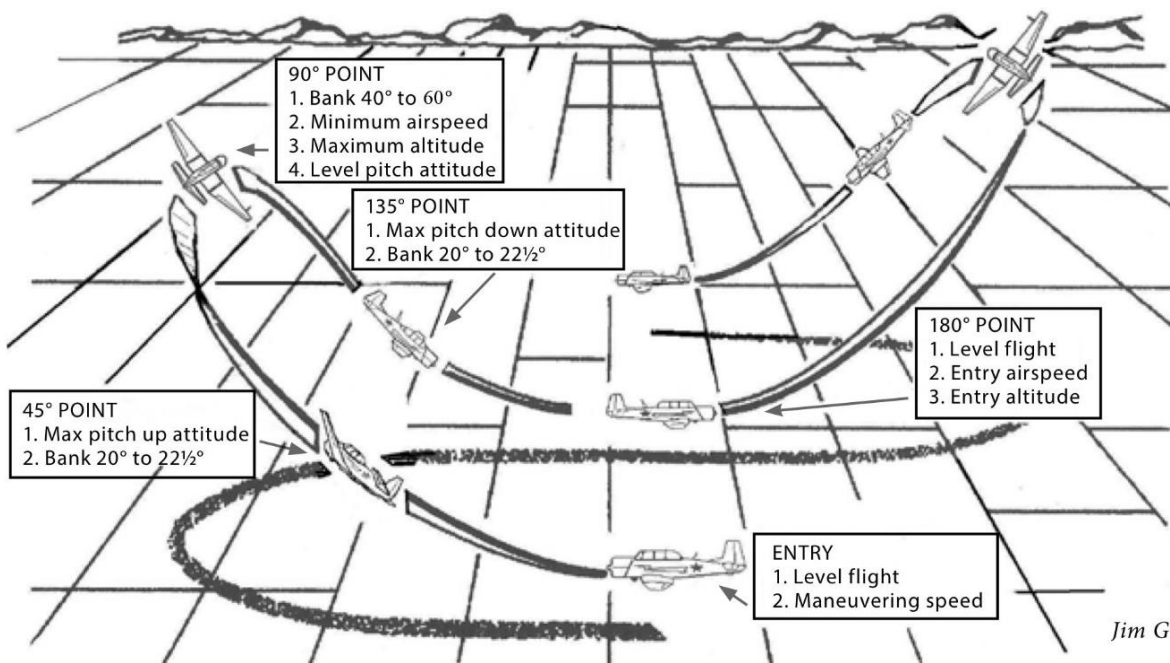 90° POINT
1. Bank 40° to 60°
2. Minimum airspeed
3. Maximum altitude
4. Level pitch attitude
135° POINT
1. Max pitch down attitude
2. Bank 20° to 22½°
180° POINT
1. Level flight
2. Entry airspeed
3. Entry altitude
45° POINT
1. Max pitch up attitude
2. Bank 20° to 22½°
ENTRY
1. Level flight
2. Maneuvering speed
Jim G